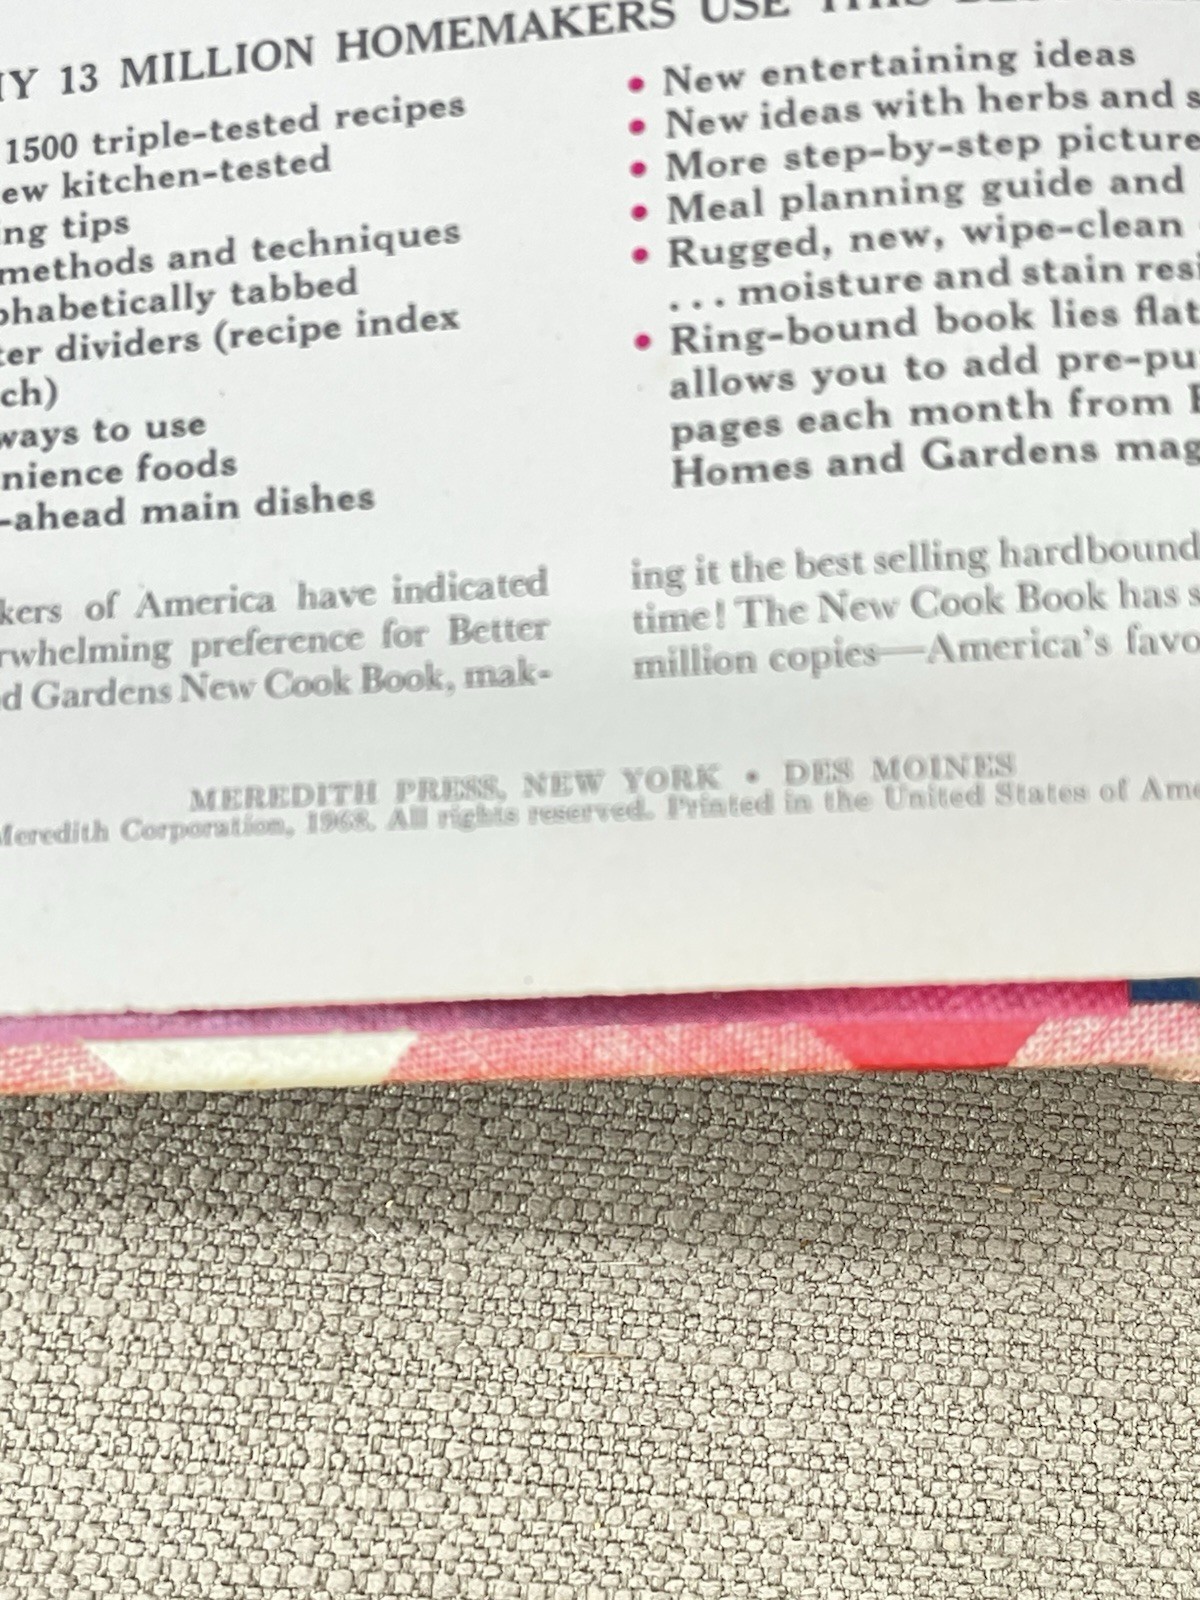 13 MILLION HOMEMAKERS USE THIS
1500 triple-tested recipes
ew kitchen-tested
ing tips
methods and techniques
phabetically tabbed
ter dividers (recipe index
ch)
ways to use
nience foods
-ahead main dishes
• New entertaining ideas
• New ideas with herbs and s
• More step-by-step picture
• Meal planning guide and
• Rugged, new, wipe-clean
... moisture and stain resi
• Ring-bound book lies flat
allows you to add pre-pu
pages each month from
Homes and Gardens mag
kers of America have indicated
rwhelming preference for Better
d Gardens New Cook Book, mak-
ing it the best selling hardbound
time! The New Cook Book has s
million copies—America's favo
MEREDITH PRESS, NEW YORK • DES MOINES
Meredith Corporation, 1968. All rights reserved. Printed in the United States of Ame